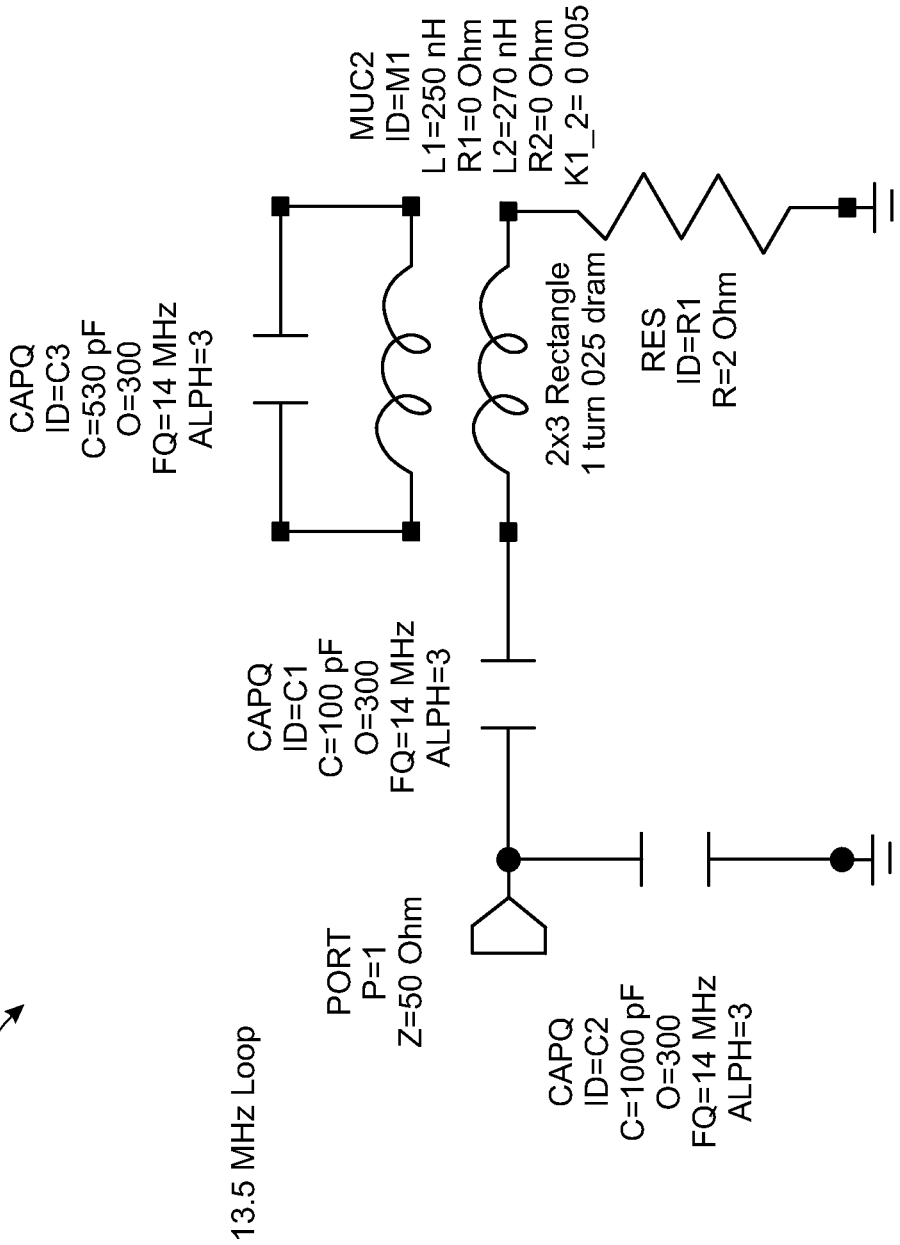 13.5 MHz Loop
PORT
P=1
Z=50 Ohm
CAPQ
ID=C2
C=1000 pF
O=300
FQ=14 MHz
ALPH=3
CAPQ
ID=C1
C=100 pF
O=300
FQ=14 MHz
ALPH=3
CAPQ
ID=C3
C=530 pF
O=300
FQ=14 MHz
ALPH=3
2x3 Rectangle
1 turn 025 dram
RES
ID=R1
R=2 Ohm
MUC2
ID=M1
L1=250 nH
R1=0 Ohm
L2=270 nH
R2=0 Ohm
K1_2= 0 005